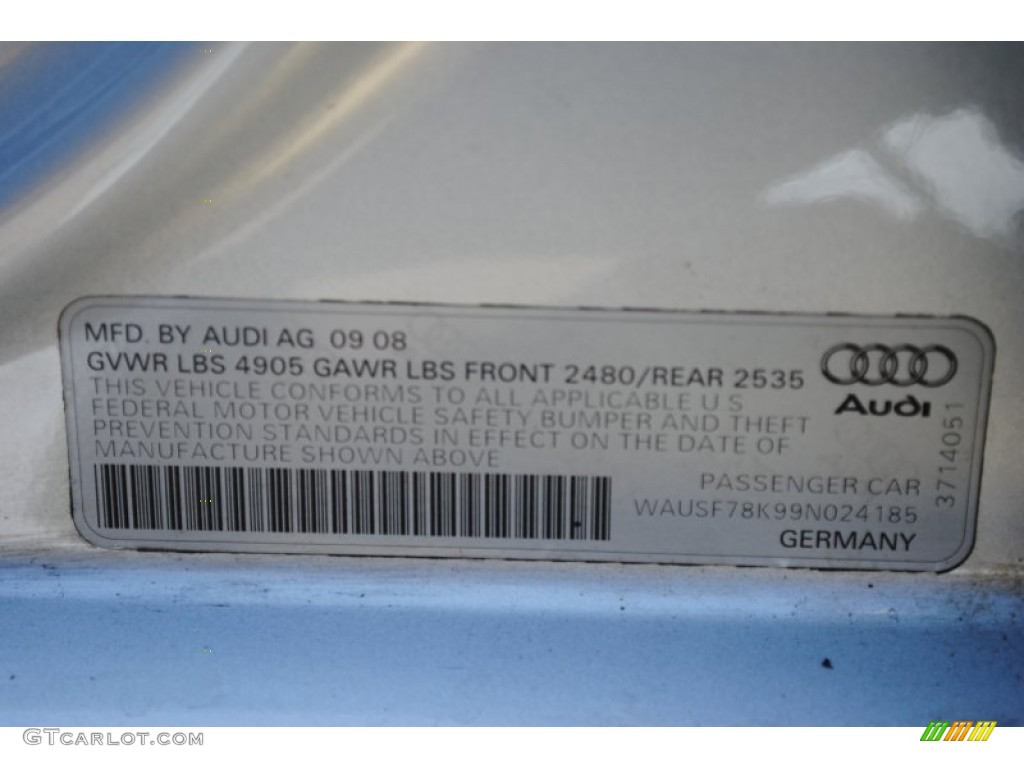 MFD. BY AUDI AG 09 08
GVWR LBS 4905 GAWR LBS FRONT 2480/REAR 2535
THIS VEHICLE CONFORMS TO ALL APPLICABLE U S
FEDERAL MOTOR VEHICLE SAFETY BUMPER AND THEFT
PREVENTION STANDARDS IN EFFECT ON THE DATE OF
MANUFACTURE SHOWN ABOVE
Audi
3714051
PASSENGER CAR
WAUSF78K99N024185
GERMANY
GTCARLOT.COM